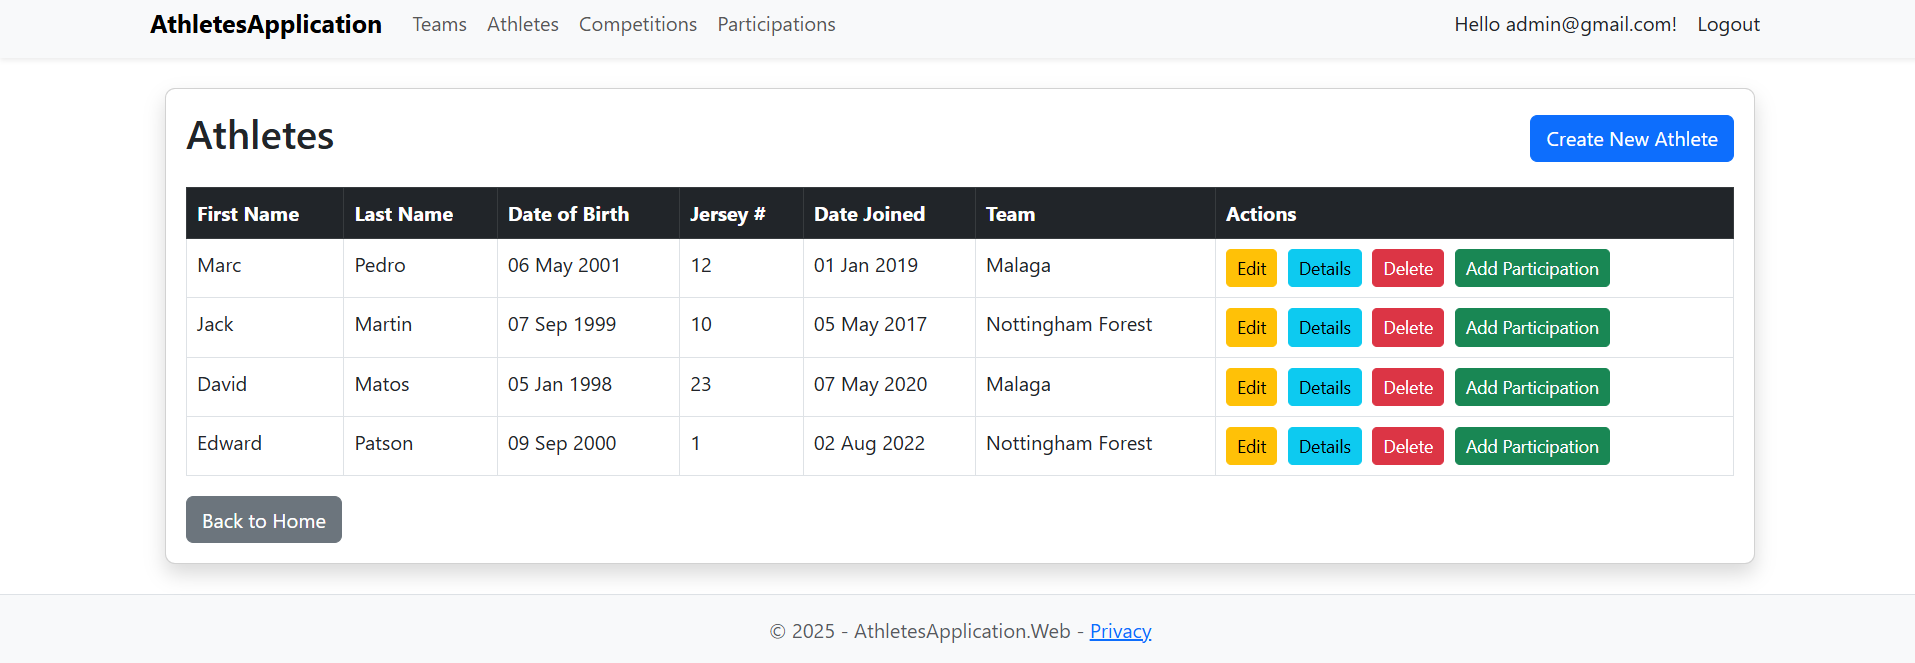 AthletesApplication Teams Athletes Competitions Participations Hello admin@gmail.com! Logout
Athletes
Create New Athlete
First Name Last Name Date of Birth Jersey # Date Joined Team Actions
Marc Pedro 06 May 2001 12 01 Jan 2019 Malaga Edit Details Delete Add Participation
Jack Martin 07 Sep 1999 10 05 May 2017 Nottingham Forest Edit Details Delete Add Participation
David Matos 05 Jan 1998 23 07 May 2020 Malaga Edit Details Delete Add Participation
Edward Patson 09 Sep 2000 1 02 Aug 2022 Nottingham Forest Edit Details Delete Add Participation
Back to Home
© 2025 - AthletesApplication.Web - Privacy